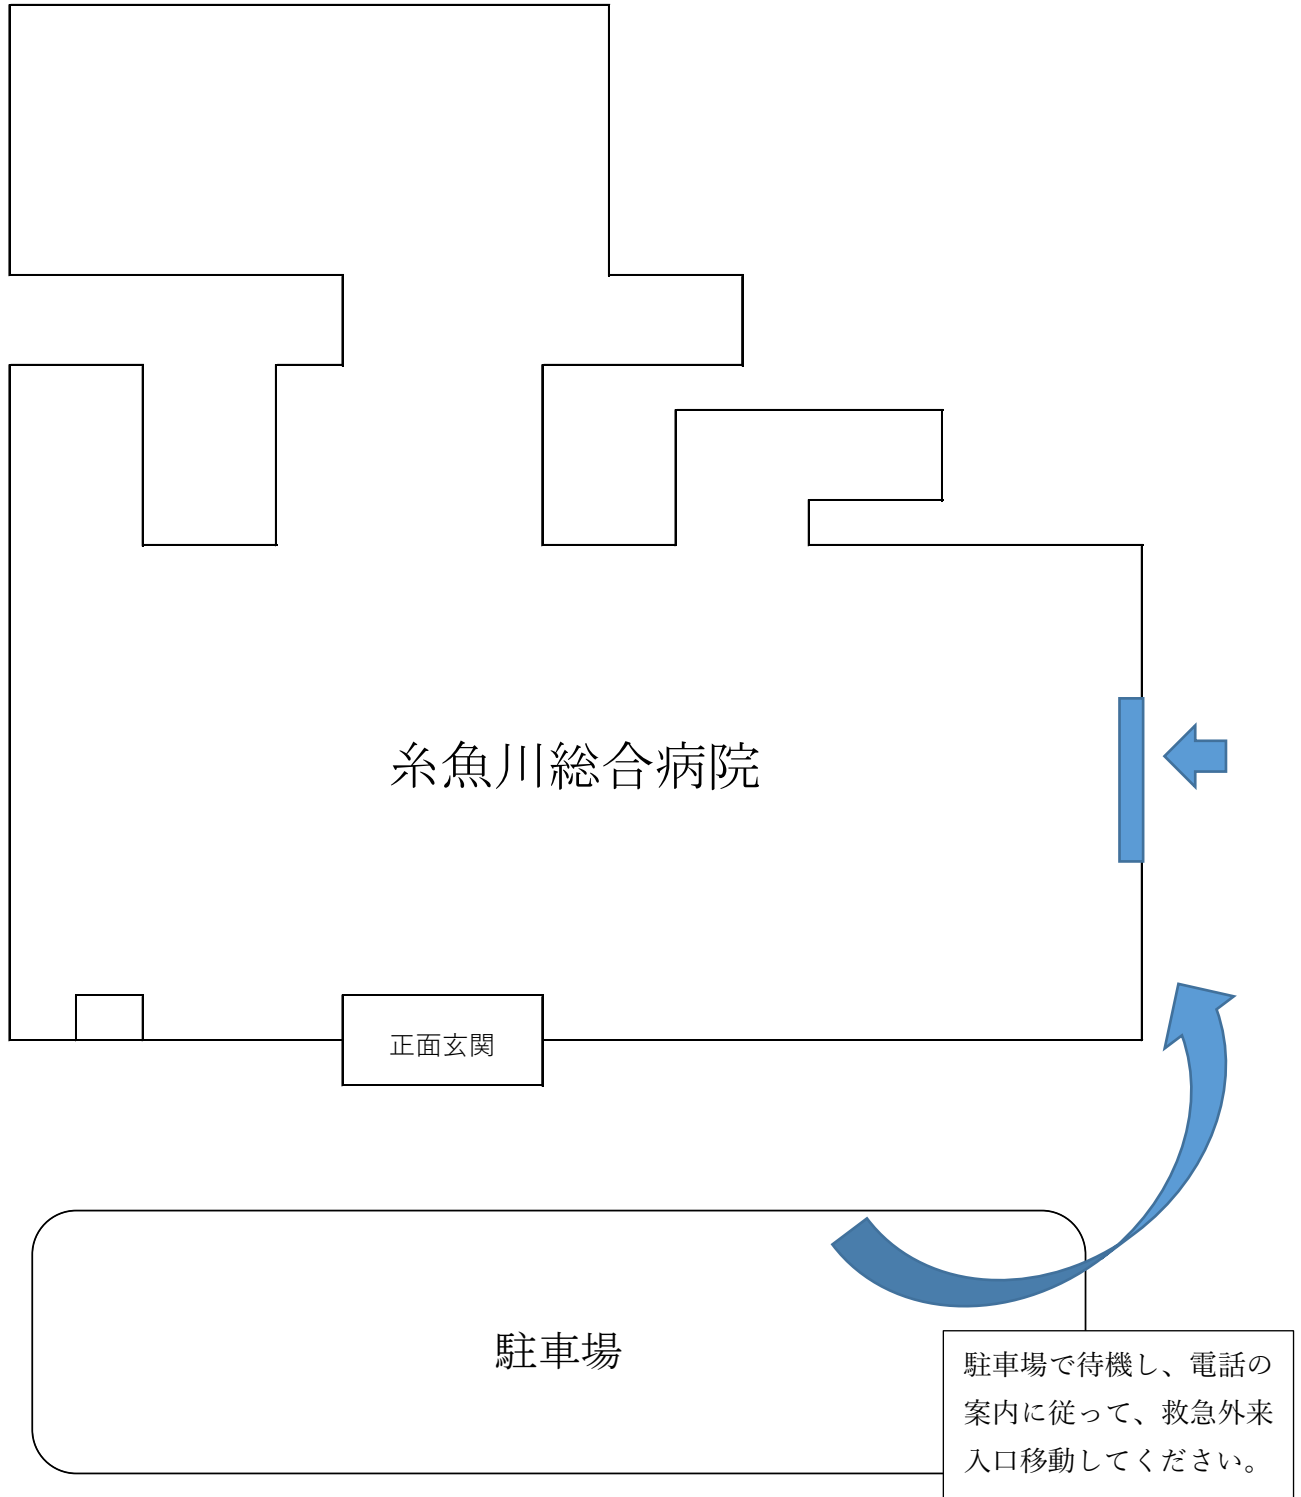 糸魚川総合病院
正面玄関
駐車場
駐車場で待機し、電話の
案内に従って、救急外来
入口移動してください。